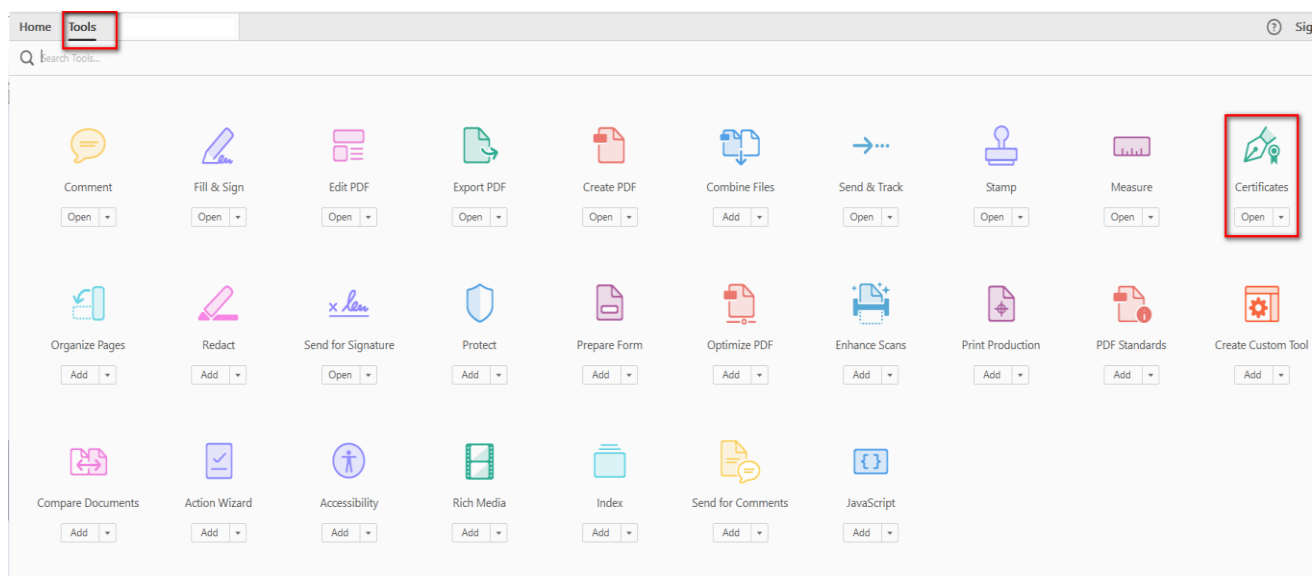 Home Tools
Sig
Search Tools...
Comment Fill & Sign Edit PDF Export PDF Create PDF Combine Files Send & Track Stamp Measure Certificates
Open Open Open Open Open Add Open Open Open Open
Organize Pages Redact Send for Signature Protect Prepare Form Optimize PDF Enhance Scans Print Production PDF Standards Create Custom Tool
Add Add Open Add Add Add Add Add Add Add
Compare Documents Action Wizard Accessibility Rich Media Index Send for Comments JavaScript
Add Add Add Add Add Add Add